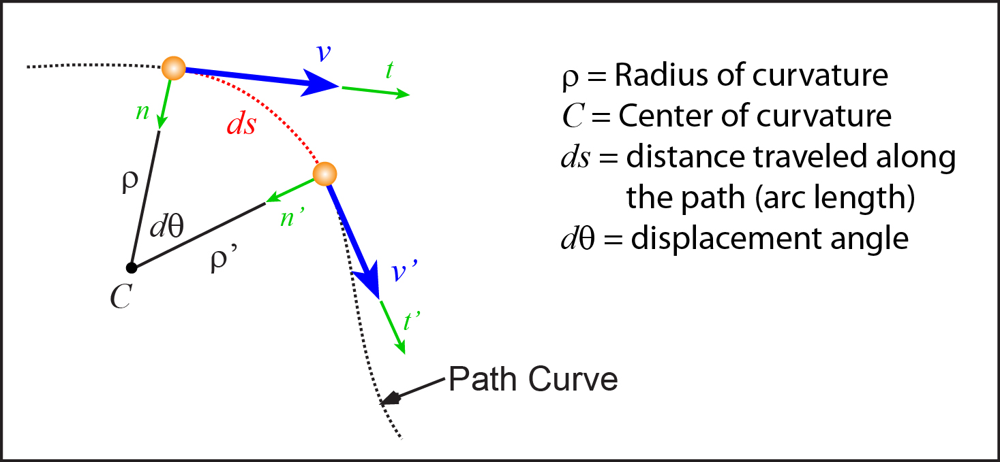 v
t
n
ds
ρ
n’
dθ
ρ’
C
v’
t’
Path Curve
ρ = Radius of curvature
C = Center of curvature
ds = distance traveled along
the path (arc length)
dθ = displacement angle